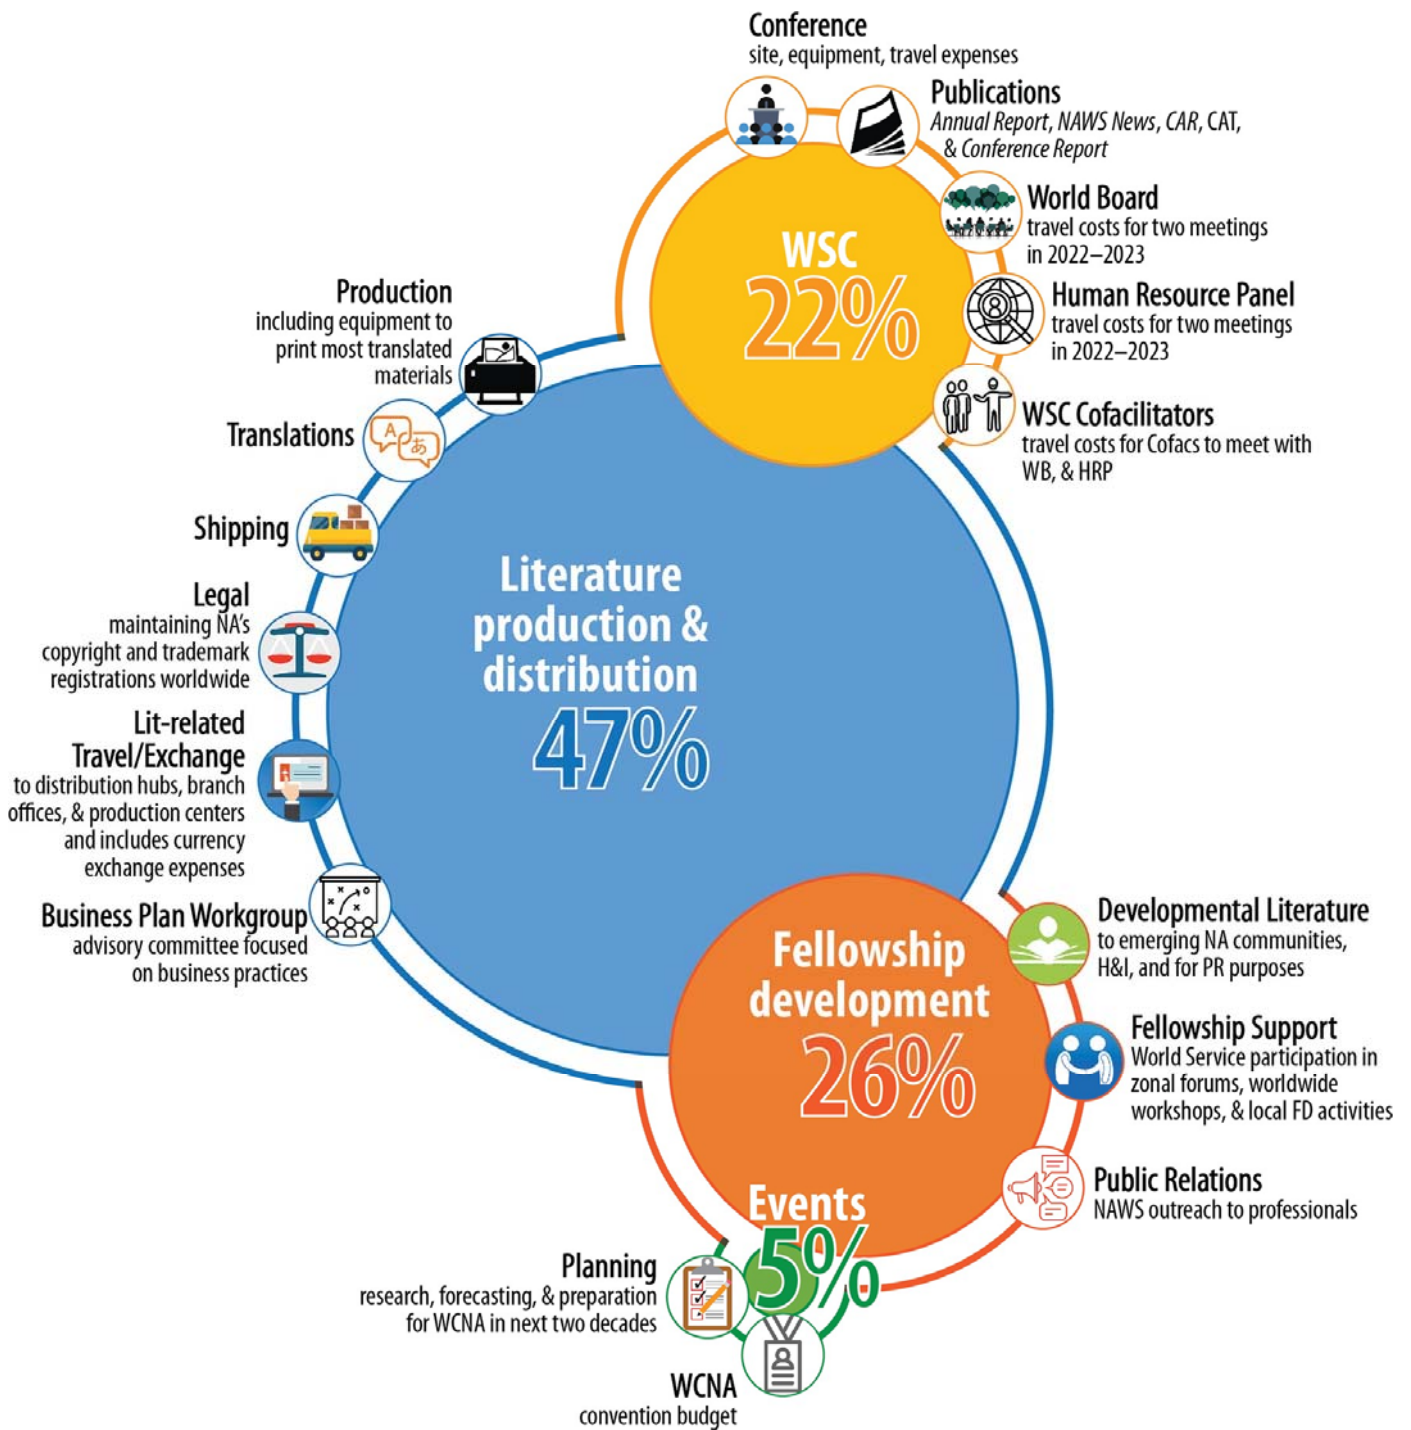 Conference
site, equipment, travel expenses
Publications
Annual Report, NAWS News, CAR, CAT,
& Conference Report
World Board
travel costs for two meetings
in 2022–2023
Human Resource Panel
travel costs for two meetings
in 2022–2023
WSC Cofacilitators
travel costs for Cofacs to meet with
WB, & HRP
WSC
22%
Production
including equipment to
print most translated
materials
Translations
A
あ
Shipping
Legal
maintaining NA's
copyright and trademark
registrations worldwide
Lit-related
Travel/Exchange
to distribution hubs, branch
offices, & production centers
and includes currency
exchange expenses
Business Plan Workgroup
advisory committee focused
on business practices
Literature
production &
distribution
47%
Fellowship
development
26%
Developmental Literature
to emerging NA communities,
H&I, and for PR purposes
Fellowship Support
World Service participation in
zonal forums, worldwide
workshops, & local FD activities
Public Relations
NAWS outreach to professionals
Events
5%
Planning
research, forecasting, & preparation
for WCNA in next two decades
WCNA
convention budget